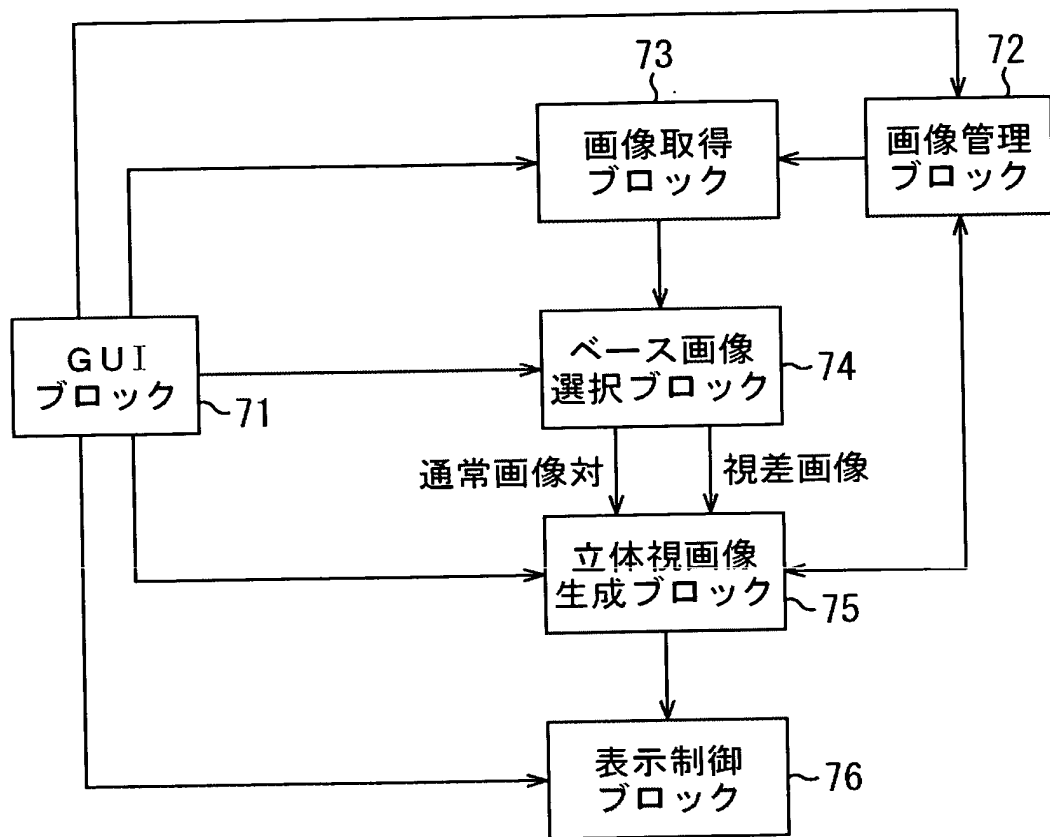 73
72
画像取得
ブロック
画像管理
ブロック
GUI
ブロック
71
ベース画像
選択ブロック
74
通常画像対
視差画像
立体視画像
生成ブロック
75
表示制御
ブロック
76